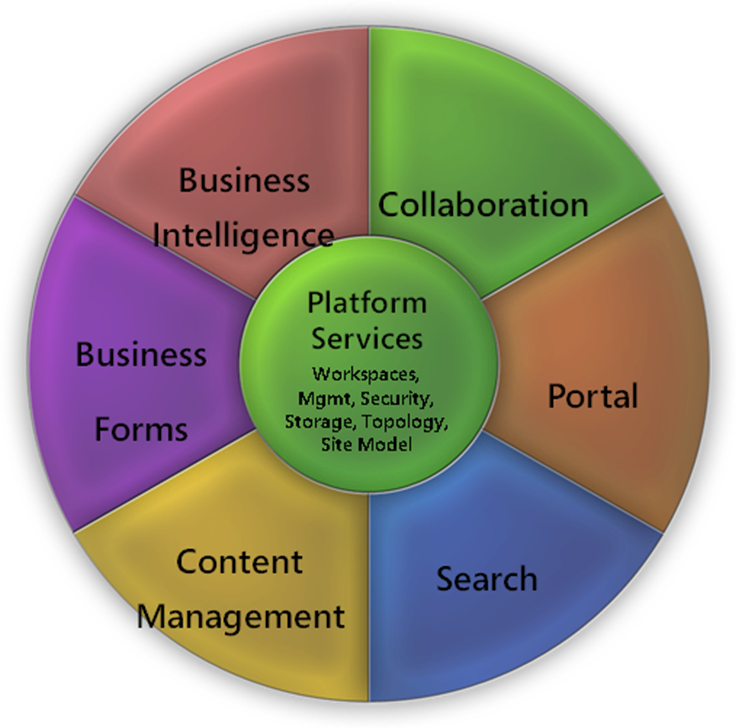 Business
Intelligence
Collaboration
Platform
Services
Workspaces,
Mgmt, Security,
Storage, Topology,
Site Model
Business
Forms
Portal
Content
Management
Search